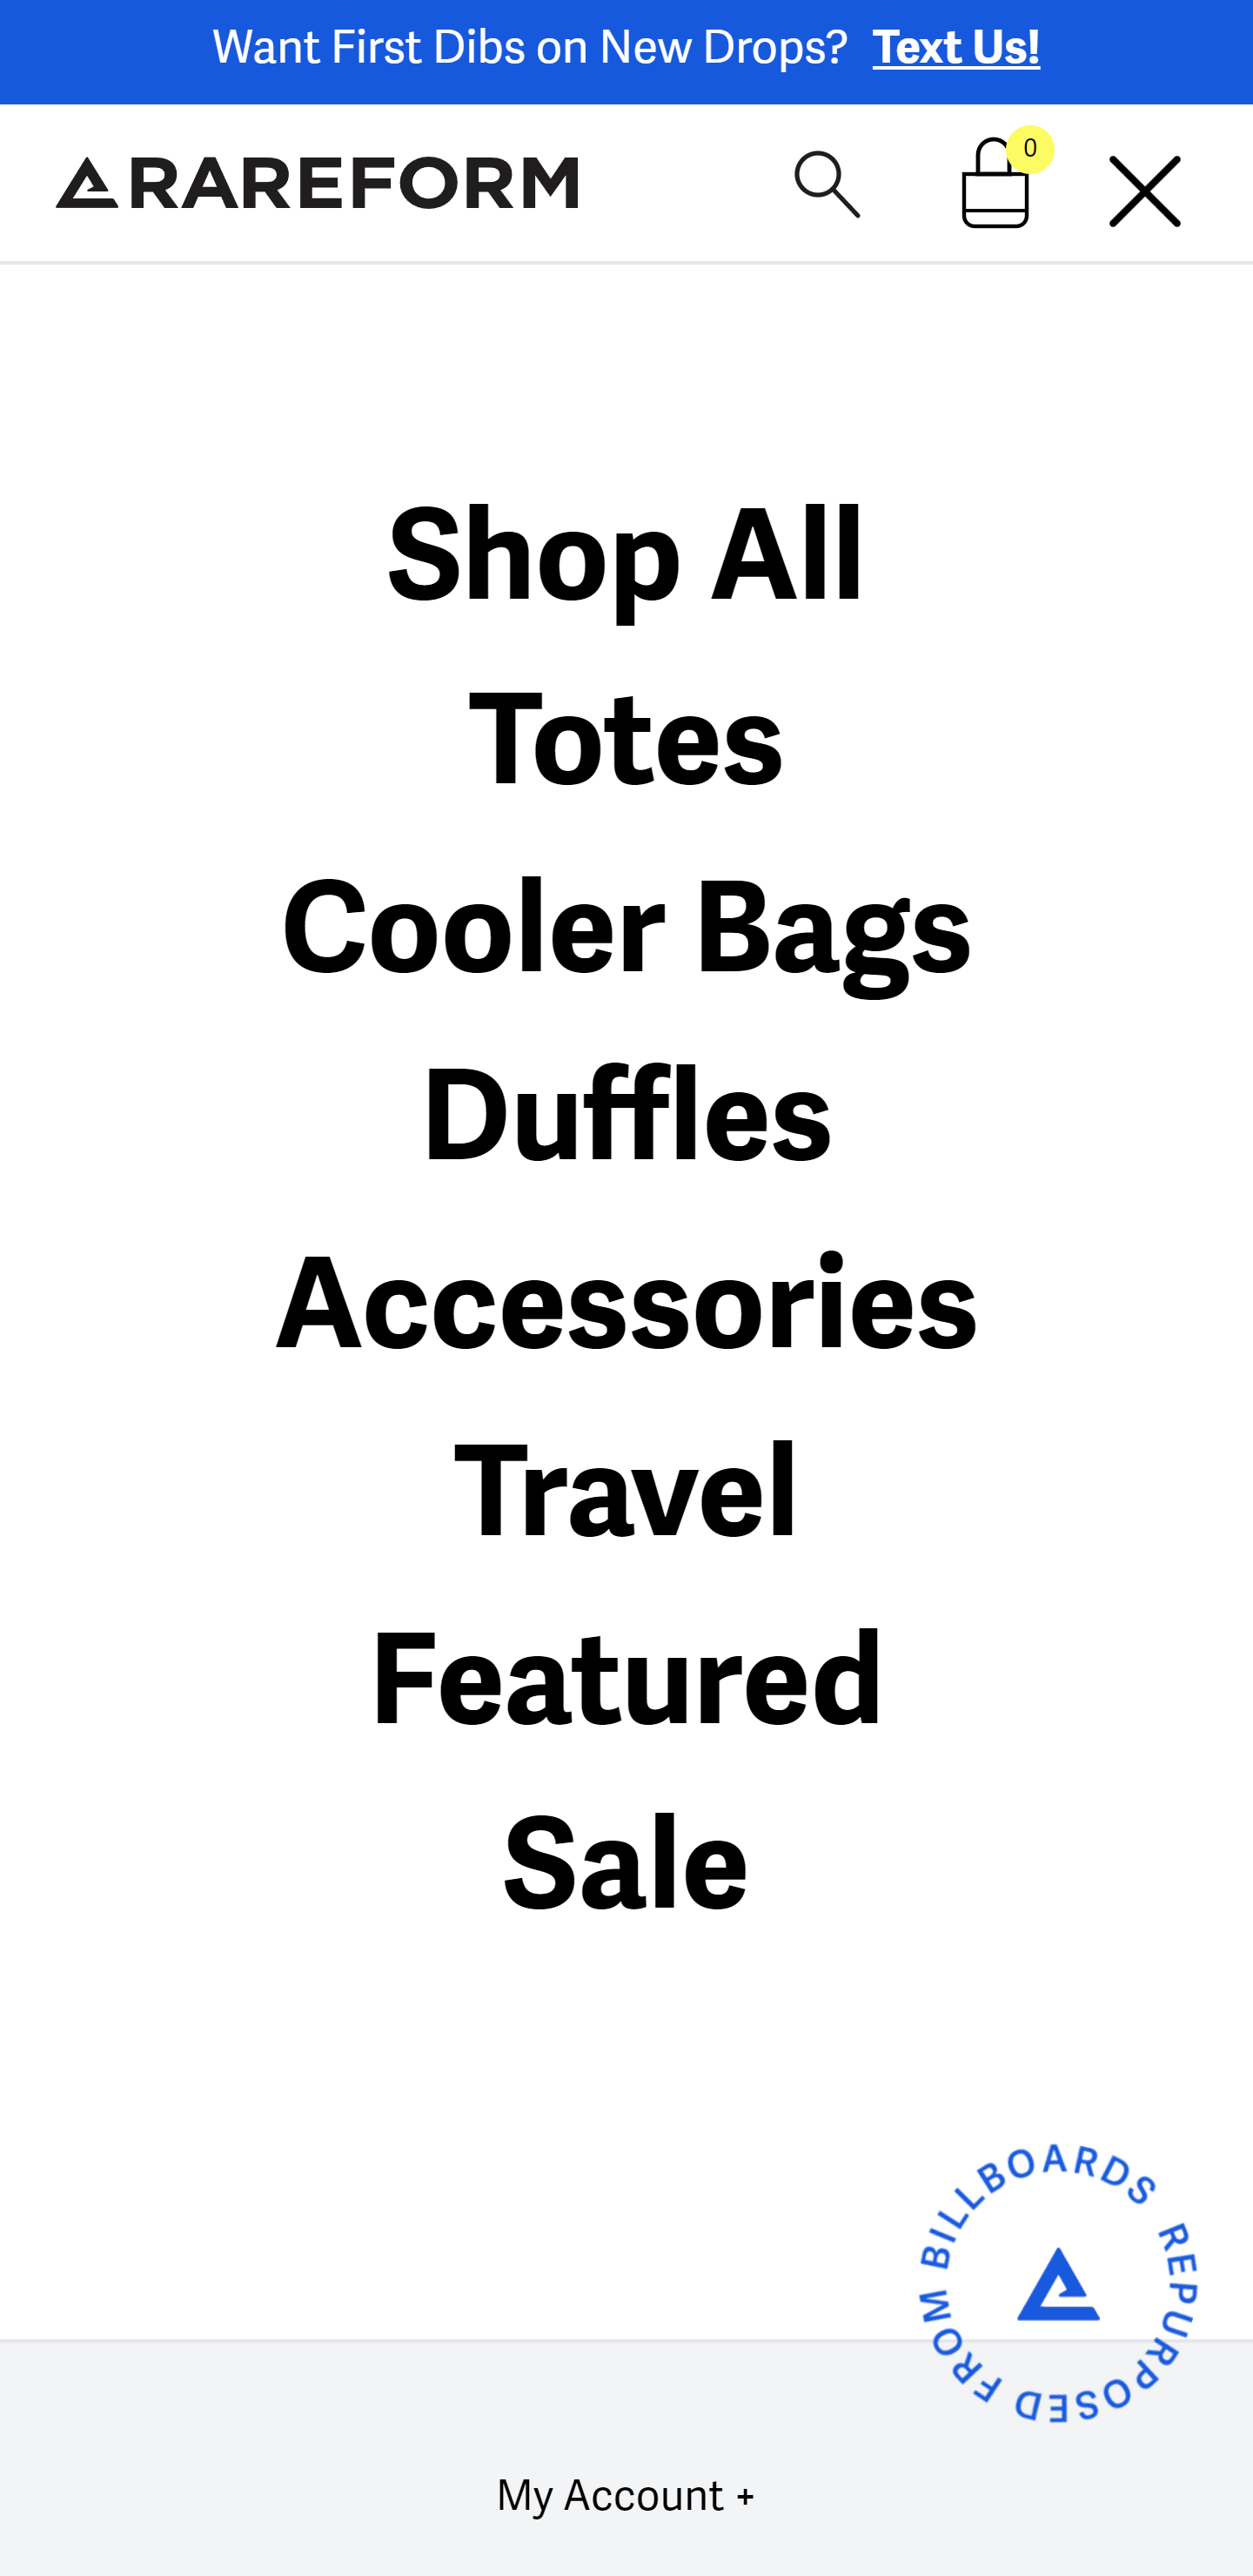 Want First Dibs on New Drops? Text Us!
RAREFORM
0
Shop All
Totes
Cooler Bags
Duffles
Accessories
Travel
Featured
Sale
REPURPOSED FROM BILLBOARDS
My Account +